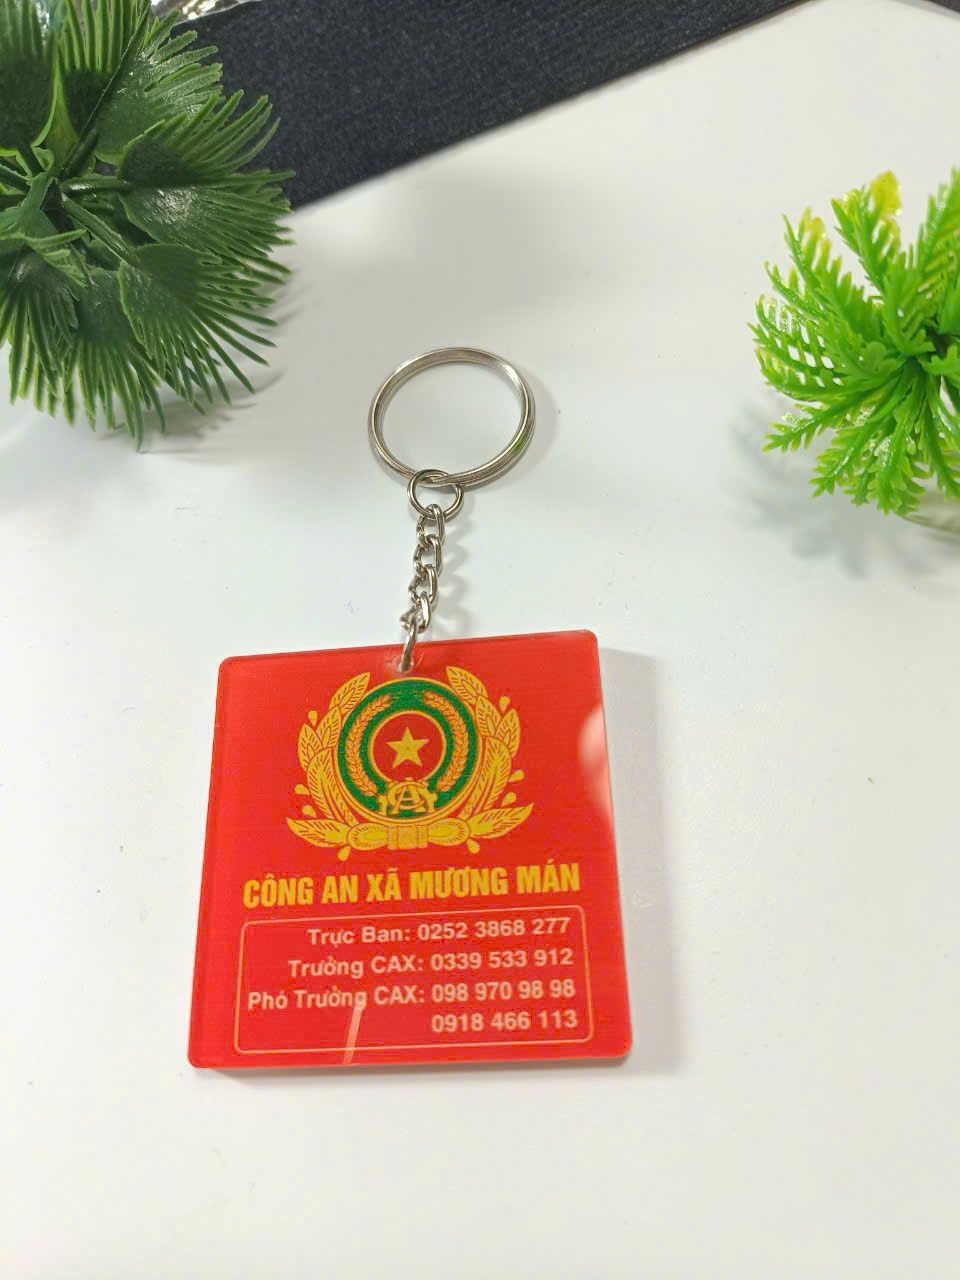 CA
CÔNG AN XÃ MƯƠNG MÁN
Trực Ban: 0252 3868 277
Trưởng CAX: 0339 533 912
Phó Trưởng CAX: 098 970 98 98
0918 466 113